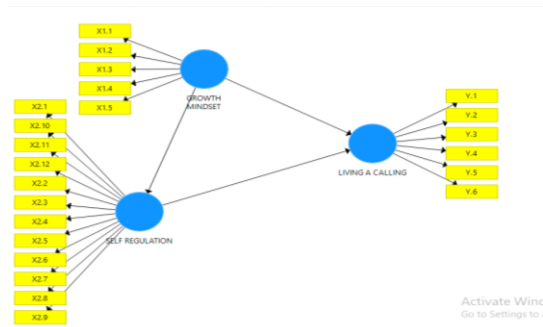 X1.1
X1.2
X1.3
X1.4
X1.5
GROWTH
MINDSET
X2.1
X2.10
X2.11
X2.12
X2.2
X2.3
X2.4
X2.5
X2.6
X2.7
X2.8
X2.9
SELF REGULATION
Y.1
Y.2
Y.3
Y.4
Y.5
Y.6
LIVING A CALLING
Activate Wind
Go to Settings to